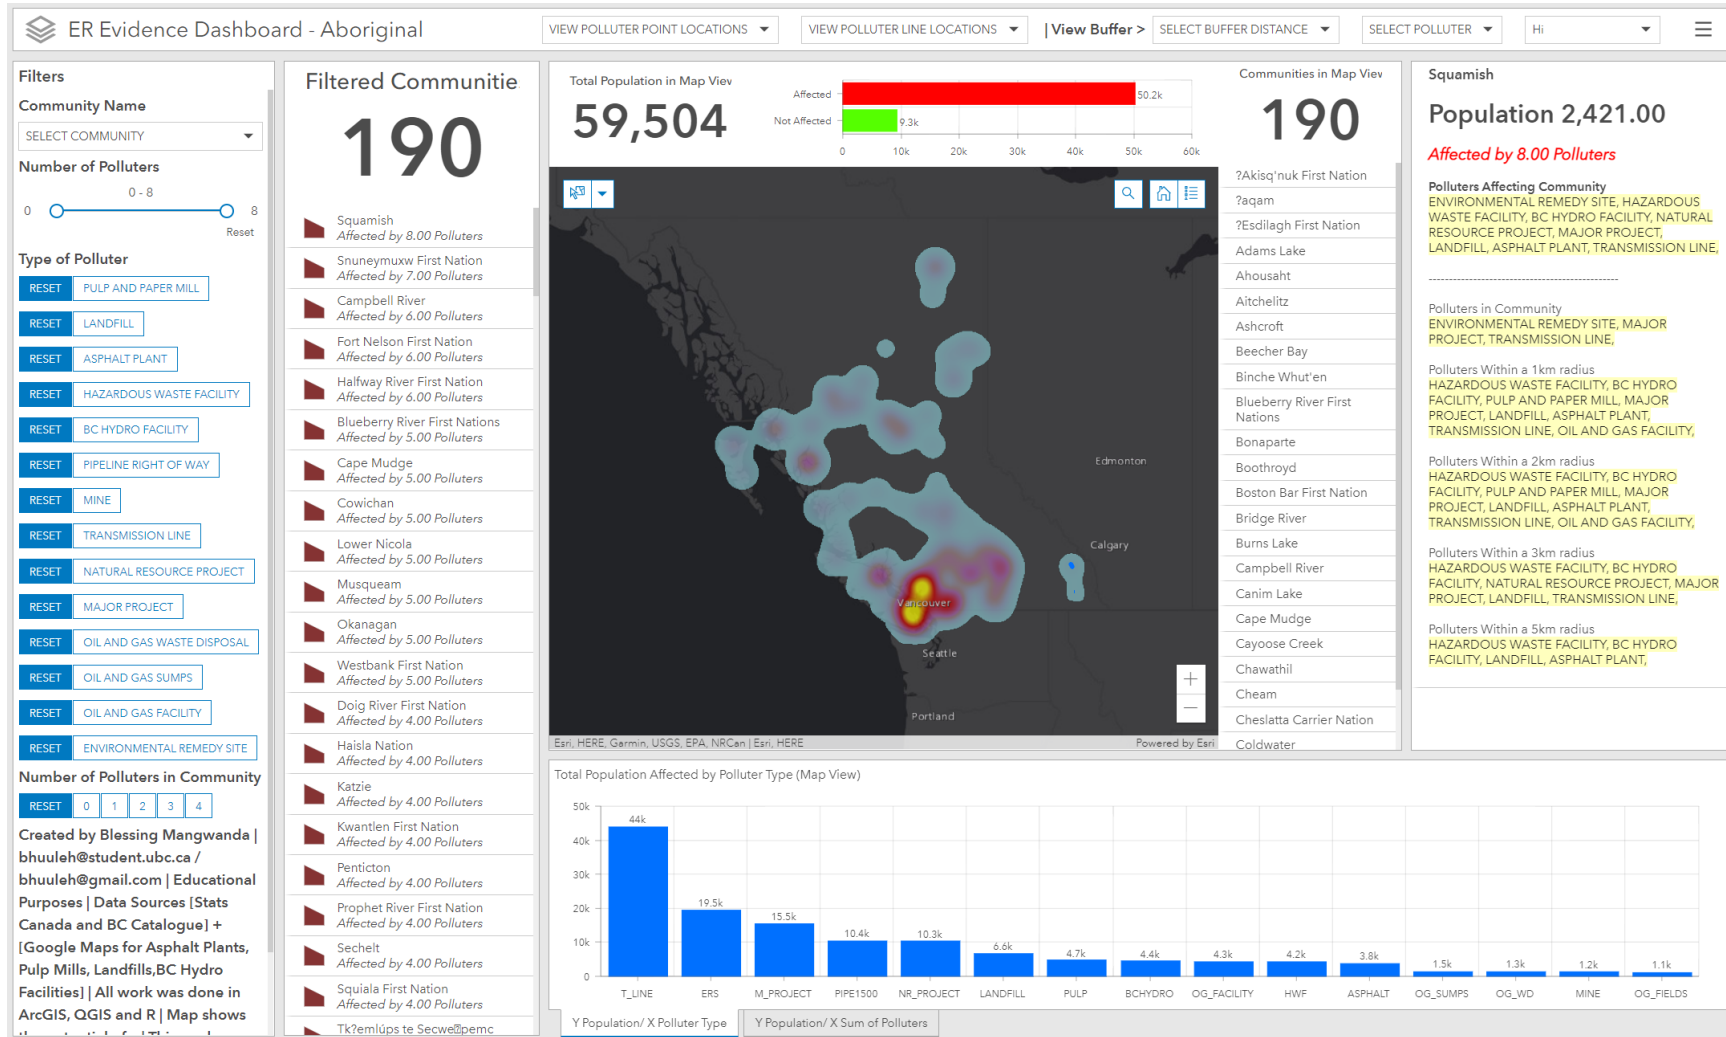 ER Evidence Dashboard - Aboriginal
VIEW POLLUTER POINT LOCATIONS
VIEW POLLUTER LINE LOCATIONS
| View Buffer >
SELECT BUFFER DISTANCE
SELECT POLLUTER
Hi
Filters
Community Name
SELECT COMMUNITY
Number of Polluters
0 - 8
0
8
Reset
Type of Polluter
RESET PULP AND PAPER MILL
RESET LANDFILL
RESET ASPHALT PLANT
RESET HAZARDOUS WASTE FACILITY
RESET BC HYDRO FACILITY
RESET PIPELINE RIGHT OF WAY
RESET MINE
RESET TRANSMISSION LINE
RESET NATURAL RESOURCE PROJECT
RESET MAJOR PROJECT
RESET OIL AND GAS WASTE DISPOSAL
RESET OIL AND GAS SUMPS
RESET OIL AND GAS FACILITY
RESET ENVIRONMENTAL REMEDY SITE
Number of Polluters in Community
RESET 0 1 2 3 4
Created by Blessing Mangwanda |
bhuuleh@student.ubc.ca /
bhuuleh@gmail.com | Educational
Purposes | Data Sources [Stats
Canada and BC Catalogue] +
[Google Maps for Asphalt Plants,
Pulp Mills, Landfills,BC Hydro
Facilities] | All work was done in
ArcGIS, QGIS and R | Map shows
Filtered Communitie
190
Squamish
Affected by 8.00 Polluters
Snuneymuxw First Nation
Affected by 7.00 Polluters
Campbell River
Affected by 6.00 Polluters
Fort Nelson First Nation
Affected by 6.00 Polluters
Halfway River First Nation
Affected by 6.00 Polluters
Blueberry River First Nations
Affected by 5.00 Polluters
Cape Mudge
Affected by 5.00 Polluters
Cowichan
Affected by 5.00 Polluters
Lower Nicola
Affected by 5.00 Polluters
Musqueam
Affected by 5.00 Polluters
Okanagan
Affected by 5.00 Polluters
Westbank First Nation
Affected by 5.00 Polluters
Doig River First Nation
Affected by 4.00 Polluters
Haisla Nation
Affected by 4.00 Polluters
Katzie
Affected by 4.00 Polluters
Kwantlen First Nation
Affected by 4.00 Polluters
Penticton
Affected by 4.00 Polluters
Prophet River First Nation
Affected by 4.00 Polluters
Sechelt
Affected by 4.00 Polluters
Squiala First Nation
Affected by 4.00 Polluters
Tk?emlúps te
Total Population in Map View
59,504
Affected 50.2k
Not Affected 9.3k
0 10k 20k 30k 40k 50k 60k
Edmonton
Calgary
Vancouver
Seattle
Portland
Esri, HERE, Garmin, USGS, EPA, NRCan | Esri, HERE
Powered by Esri
Communities in Map View
190
?Akisq'nuk First Nation
?aqam
?Esdilagh First Nation
Adams Lake
Ahousaht
Aitchelitz
Ashcroft
Beecher Bay
Binche Whut'en
Blueberry River First
Nations
Bonaparte
Boothroyd
Boston Bar First Nation
Bridge River
Burns Lake
Campbell River
Canim Lake
Cape Mudge
Cayoose Creek
Chawathil
Cheam
Cheslatta Carrier Nation
Coldwater
Squamish
Population 2,421.00
Affected by 8.00 Polluters
Polluters Affecting Community
ENVIRONMENTAL REMEDY SITE, HAZARDOUS
WASTE FACILITY, BC HYDRO FACILITY, NATURAL
RESOURCE PROJECT, MAJOR PROJECT,
LANDFILL, ASPHALT PLANT, TRANSMISSION LINE,
-----------------------------------------------
Polluters in Community
ENVIRONMENTAL REMEDY SITE, MAJOR
PROJECT, TRANSMISSION LINE,
Polluters Within a 1km radius
HAZARDOUS WASTE FACILITY, BC HYDRO
FACILITY, PULP AND PAPER MILL, MAJOR
PROJECT, LANDFILL, ASPHALT PLANT,
TRANSMISSION LINE, OIL AND GAS FACILITY,
Polluters Within a 2km radius
HAZARDOUS WASTE FACILITY, BC HYDRO
FACILITY, PULP AND PAPER MILL, MAJOR
PROJECT, LANDFILL, ASPHALT PLANT,
TRANSMISSION LINE, OIL AND GAS FACILITY,
Polluters Within a 3km radius
HAZARDOUS WASTE FACILITY, BC HYDRO
FACILITY, NATURAL RESOURCE PROJECT, MAJOR
PROJECT, LANDFILL, TRANSMISSION LINE,
Polluters Within a 5km radius
HAZARDOUS WASTE FACILITY, BC HYDRO
FACILITY, LANDFILL, ASPHALT PLANT,
Total Population Affected by Polluter Type (Map View)
50k
40k
30k
20k
10k
0
44k 19.5k 15.5k 10.4k 10.3k 6.6k 4.7k 4.4k 4.3k 4.2k 3.8k 1.5k 1.3k 1.2k 1.1k
T_LINE ERS M_PROJECT PIPE1500 NR_PROJECT LANDFILL PULP BCHYDRO OG_FACILITY HWF ASPHALT OG_SUMPS OG_WD MINE OG_FIELDS
Y Population/ X Polluter Type
Y Population/ X Sum of Polluters